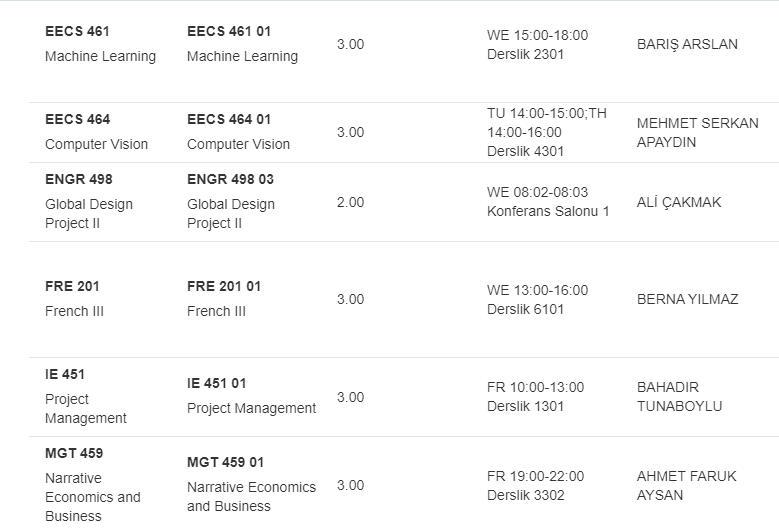 EECS 461
Machine Learning
EECS 461 01
Machine Learning
3.00
WE 15:00-18:00
Derslik 2301
BARIŞ ARSLAN
EECS 464
Computer Vision
EECS 464 01
Computer Vision
3.00
TU 14:00-15:00;TH
14:00-16:00
Derslik 4301
MEHMET SERKAN
APAYDIN
ENGR 498
Global Design
Project II
ENGR 498 03
Global Design
Project II
2.00
WE 08:02-08:03
Konferans Salonu 1
ALİ ÇAKMAK
FRE 201
French III
FRE 201 01
French III
3.00
WE 13:00-16:00
Derslik 6101
BERNA YILMAZ
IE 451
Project
Management
IE 451 01
Project Management
3.00
FR 10:00-13:00
Derslik 1301
BAHADIR
TUNABOYLU
MGT 459
Narrative
Economics and
Business
MGT 459 01
Narrative Economics
and Business
3.00
FR 19:00-22:00
Derslik 3302
AHMET FARUK
AYSAN